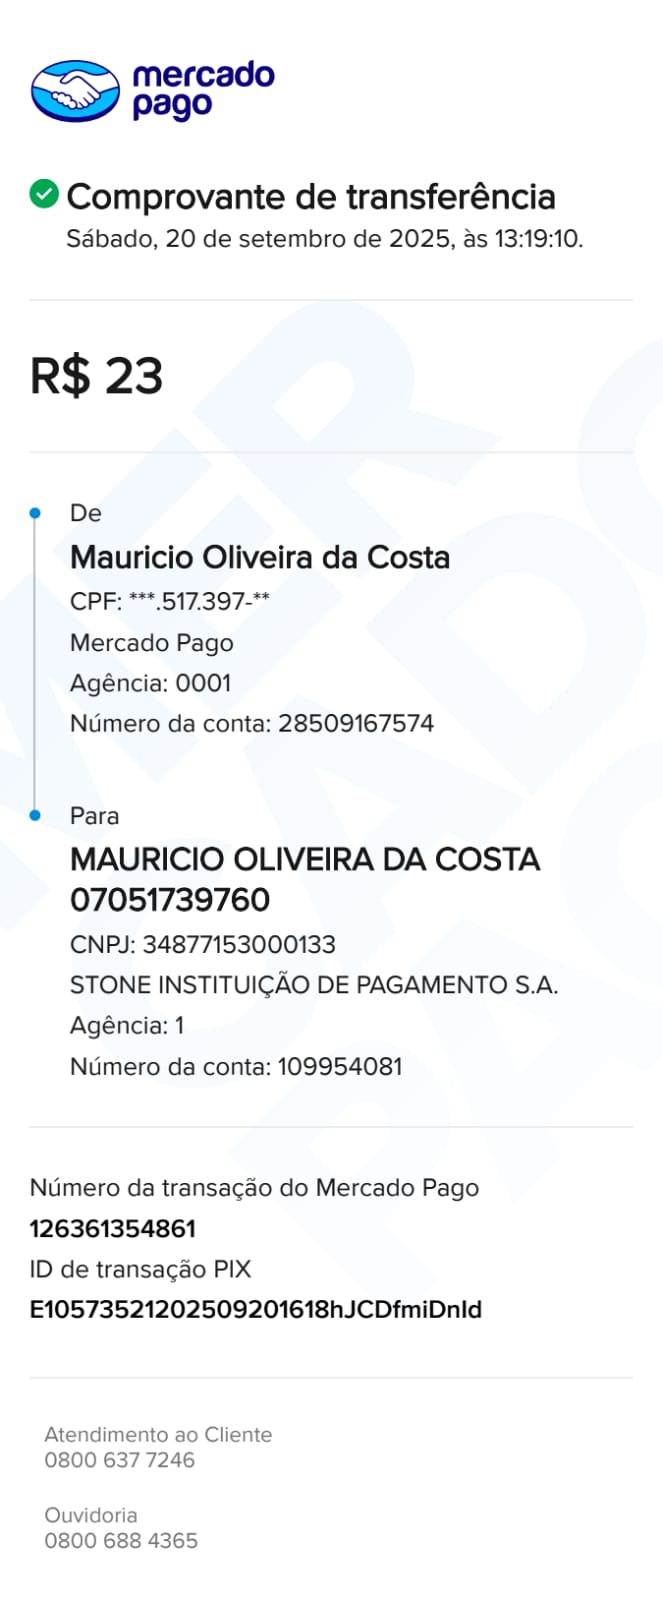 mercado
pago
Comprovante de transferência
Sábado, 20 de setembro de 2025, às 13:19:10.
R$ 23
De
Mauricio Oliveira da Costa
CPF: ***.517.397-**
Mercado Pago
Agência: 0001
Número da conta: 28509167574
Para
MAURICIO OLIVEIRA DA COSTA
07051739760
CNPJ: 34877153000133
STONE INSTITUIÇÃO DE PAGAMENTO S.A.
Agência: 1
Número da conta: 109954081
Número da transação do Mercado Pago
126361354861
ID de transação PIX
E10573521202509201618hJCDfmiDnId
Atendimento ao Cliente
0800 637 7246
Ouvidoria
0800 688 4365